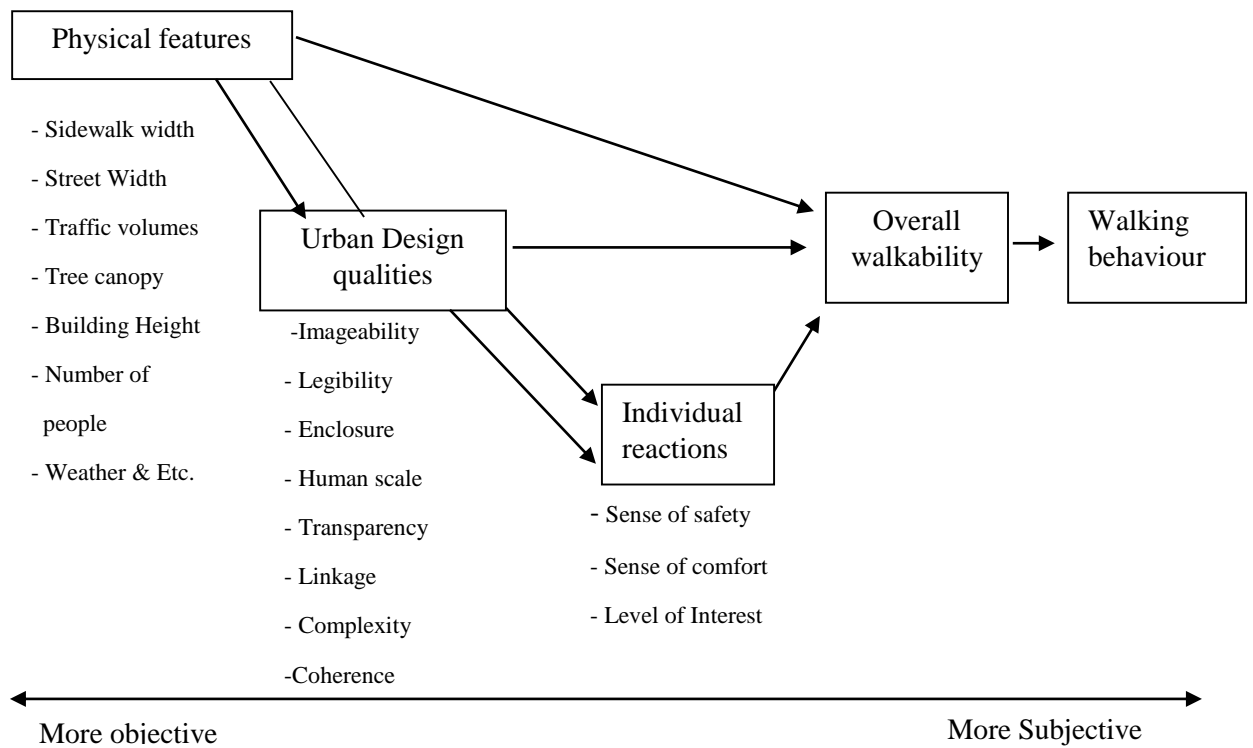 Physical features
- Sidewalk width
- Street Width
- Traffic volumes
- Tree canopy
- Building Height
- Number of
people
- Weather & Etc.
Urban Design
qualities
-Imageability
- Legibility
- Enclosure
- Human scale
- Transparency
- Linkage
- Complexity
-Coherence
Individual
reactions
- Sense of safety
- Sense of comfort
- Level of Interest
Overall
walkability
Walking
behaviour
More objective
More Subjective